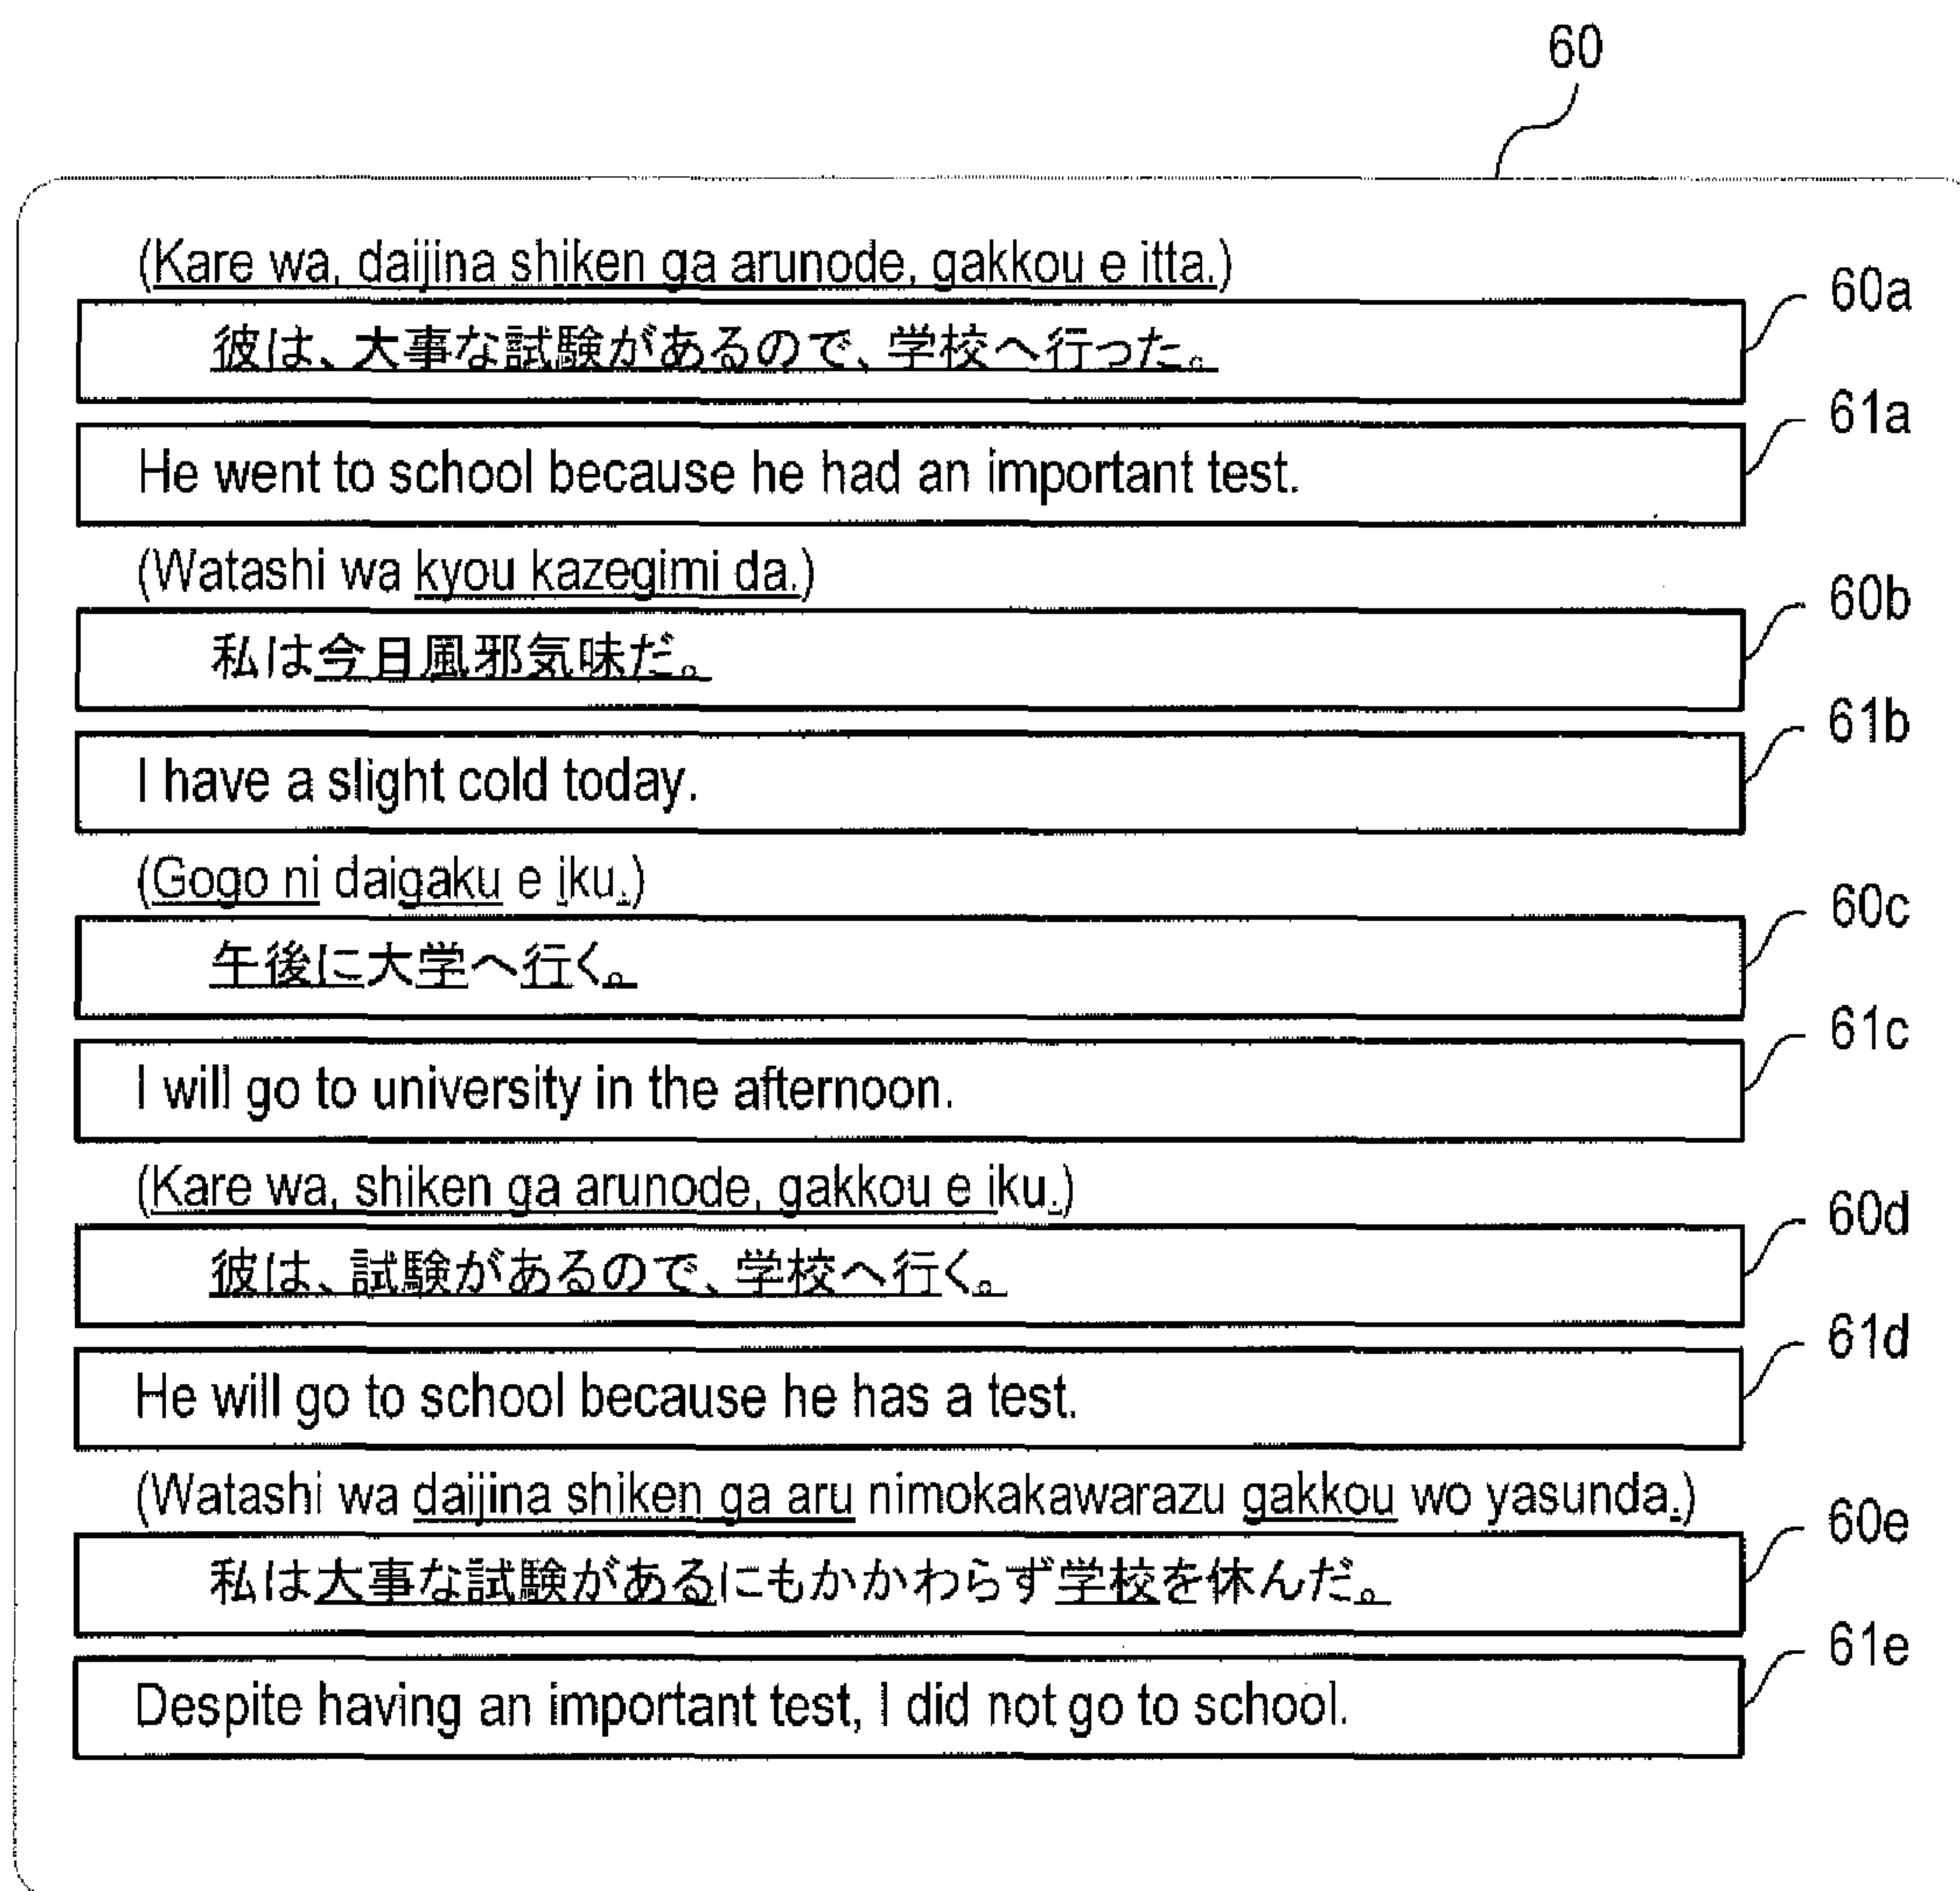 60
(Kare wa, daijina shiken ga arunode, gakkou e itta.)
彼は、大事な試験があるので、学校へ行った。 60a
He went to school because he had an important test. 61a
(Watashi wa kyou kazegimi da.)
私は今日風邪気味だ。 60b
I have a slight cold today. 61b
(Gogo ni daigaku e iku.)
午後に大学へ行く。 60c
I will go to university in the afternoon. 61c
(Kare wa, shiken ga arunode, gakkou e iku.)
彼は、試験があるので、学校へ行く。 60d
He will go to school because he has a test. 61d
(Watashi wa daijina shiken ga aru nimokakawarazu gakkou wo yasunda.)
私は大事な試験があるにもかかわらず学校を休んだ。 60e
Despite having an important test, I did not go to school. 61e